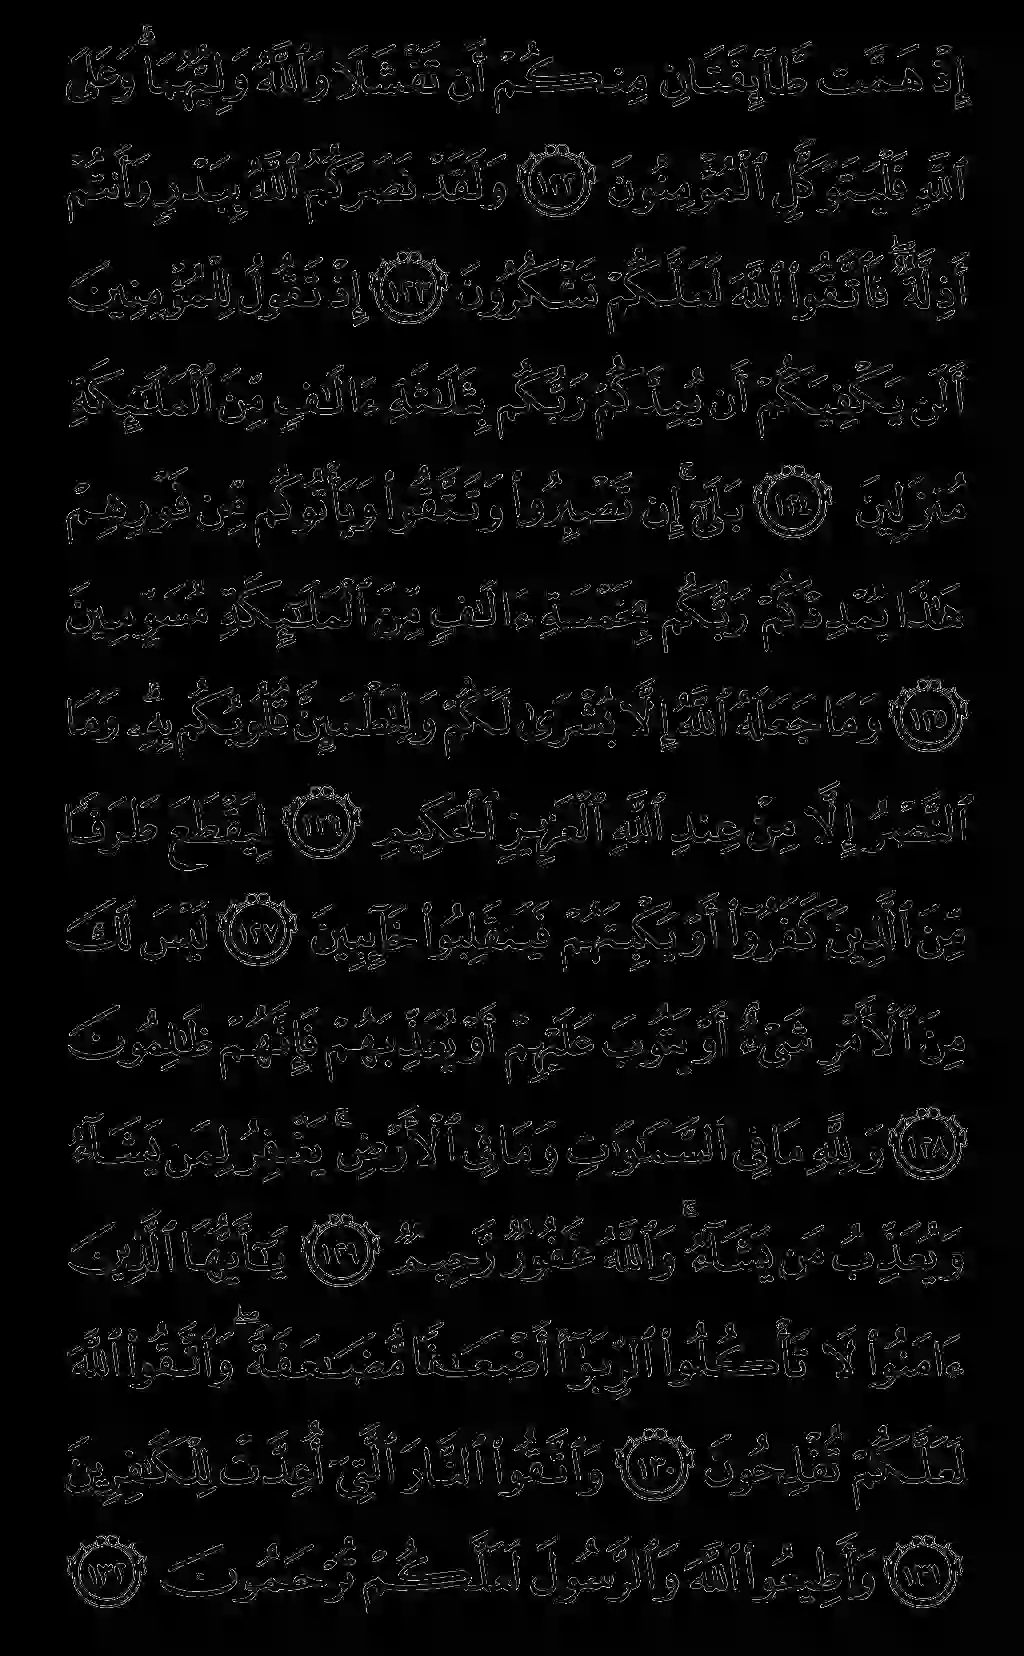 إِذْ هَمَّت طَّآئِفَتَانِ مِنكُمْ أَن تَفْشَلَا وَٱللَّهُ وَلِيُّهُمَا ۗ وَعَلَى
ٱللَّهِ فَلْيَتَوَكَّلِ ٱلْمُؤْمِنُونَ ١٢٢ وَلَقَدْ نَصَرَكُمُ ٱللَّهُ بِبَدْرٍ وَأَنتُمْ
أَذِلَّةٌ ۖ فَٱتَّقُوا۟ ٱللَّهَ لَعَلَّكُمْ تَشْكُرُونَ ١٢٣ إِذْ تَقُولُ لِلْمُؤْمِنِينَ
أَلَن يَكْفِيَكُمْ أَن يُمِدَّكُمْ رَبُّكُم بِثَلَـٰثَةِ ءَالَـٰفٍ مِّنَ ٱلْمَلَـٰٓئِكَةِ
مُنزَلِينَ ١٢٤ بَلَىٰٓ ۚ إِن تَصْبِرُوا۟ وَتَتَّقُوا۟ وَيَأْتُوكُم مِّن فَوْرِهِمْ
هَـٰذَا يُمْدِدْكُمْ رَبُّكُم بِخَمْسَةِ ءَالَـٰفٍ مِّنَ ٱلْمَلَـٰٓئِكَةِ مُسَوِّمِينَ
١٢٥ وَمَا جَعَلَهُ ٱللَّهُ إِلَّا بُشْرَىٰ لَكُمْ وَلِتَطْمَئِنَّ قُلُوبُكُم بِهِۦ ۗ وَمَا
ٱلنَّصْرُ إِلَّا مِنْ عِندِ ٱللَّهِ ٱلْعَزِيزِ ٱلْحَكِيمِ ١٢٦ لِيَقْطَعَ طَرَفًا
مِّنَ ٱلَّذِينَ كَفَرُوٓا۟ أَوْ يَكْبِتَهُمْ فَيَنقَلِبُوا۟ خَآئِبِينَ ١٢٧ لَيْسَ لَكَ
مِنَ ٱلْأَمْرِ شَىْءٌ أَوْ يَتُوبَ عَلَيْهِمْ أَوْ يُعَذِّبَهُمْ فَإِنَّهُمْ ظَـٰلِمُونَ
١٢٨ وَلِلَّهِ مَا فِى ٱلسَّمَـٰوَٰتِ وَمَا فِى ٱلْأَرْضِ ۚ يَغْفِرُ لِمَن يَشَآءُ
وَيُعَذِّبُ مَن يَشَآءُ ۚ وَٱللَّهُ غَفُورٌ رَّحِيمٌ ١٢٩ يَـٰٓأَيُّهَا ٱلَّذِينَ
ءَامَنُوا۟ لَا تَأْكُلُوا۟ ٱلرِّبَوٰٓا۟ أَضْعَـٰفًا مُّضَـٰعَفَةً ۖ وَٱتَّقُوا۟ ٱللَّهَ
لَعَلَّكُمْ تُفْلِحُونَ ١٣٠ وَٱتَّقُوا۟ ٱلنَّارَ ٱلَّتِىٓ أُعِدَّتْ لِلْكَـٰفِرِينَ
١٣١ وَأَطِيعُوا۟ ٱللَّهَ وَٱلرَّسُولَ لَعَلَّكُمْ تُرْحَمُونَ ١٣٢